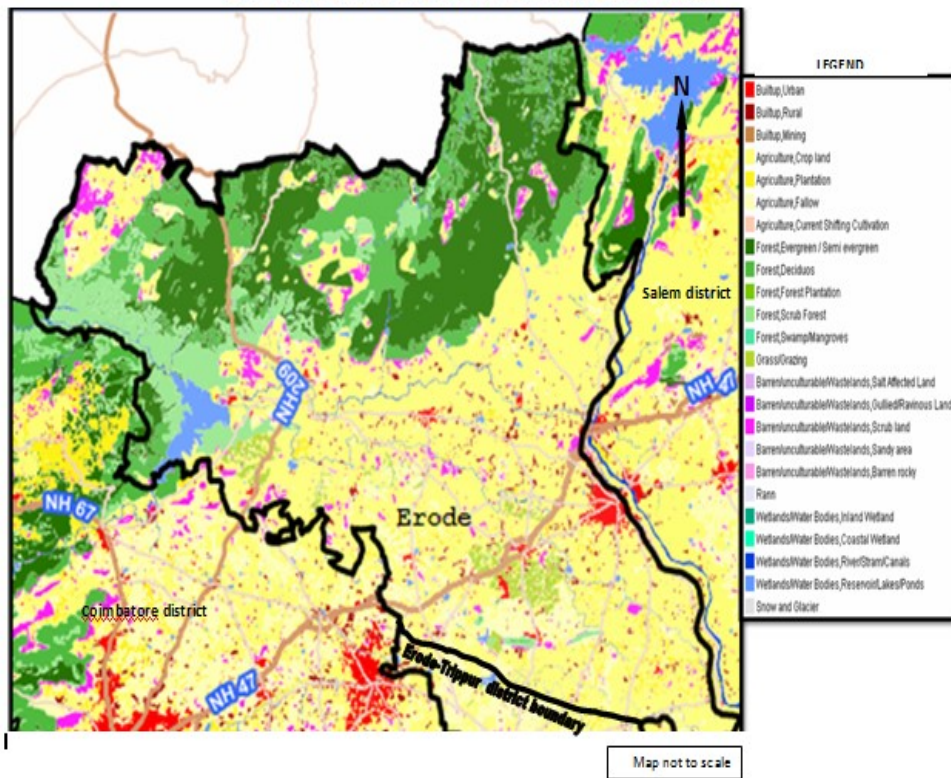 LEGEND
Builtup,Urban
Builtup,Rural
Builtup,Mining
Agriculture,Crop land
Agriculture,Plantation
Agriculture,Fallow
Agriculture,Current Shifting Cultivation
Forest,Evergreen / Semi evergreen
Forest,Deciduos
Forest,Forest Plantation
Forest,Scrub Forest
Forest,Swamp/Mangroves
Grass/Grazing
Barren/unculturable/Wastelands,Salt Affected Land
Barren/unculturable/Wastelands,Gullied/Ravinous Land
Barren/unculturable/Wastelands,Scrub land
Barren/unculturable/Wastelands,Sandy area
Barren/unculturable/Wastelands,Barren rocky
Rann
Wetlands/Water Bodies,Inland Wetland
Wetlands/Water Bodies,Coastal Wetland
Wetlands/Water Bodies,River/Stram/Canals
Wetlands/Water Bodies,Reservoir/Lakes/Ponds
Snow and Glacier
N
Salem district
NH 47
NH209
NH 67
Erode
Coimbatore district
NH 47
Erode-Trippur district boundary
Map not to scale